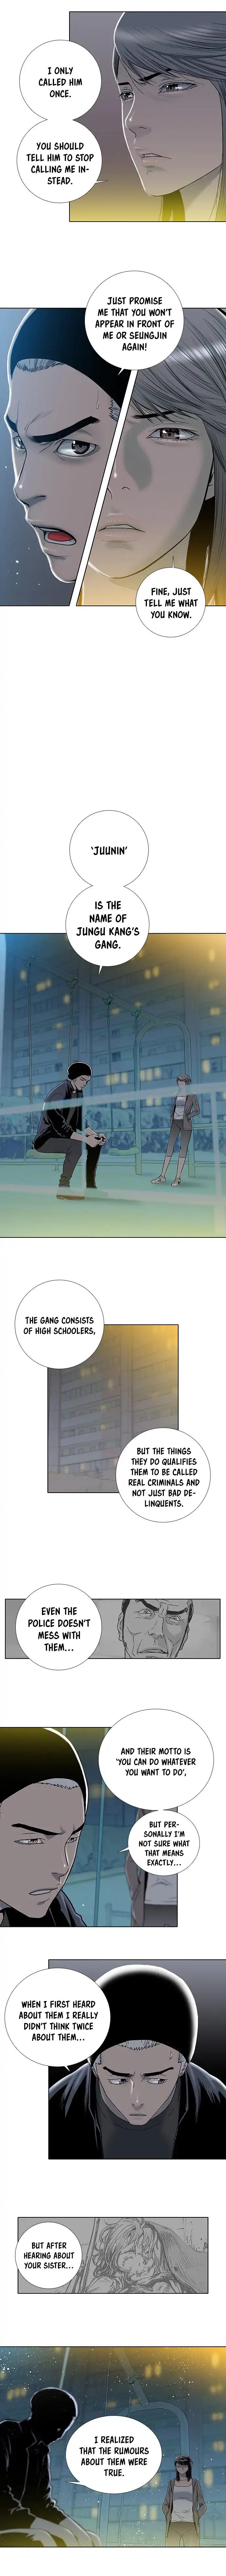 I ONLY
CALLED HIM
ONCE.
YOU SHOULD
TELL HIM TO STOP
CALLING ME IN-
STEAD.
JUST PROMISE
ME THAT YOU WON'T
APPEAR IN FRONT OF
ME OR SEUNGJIN
AGAIN!
FINE, JUST
TELL ME WHAT
YOU KNOW.
'JUUNIN'
IS THE
NAME OF
JUNGU KANG'S
GANG.
THE GANG CONSISTS
OF HIGH SCHOOLERS,
BUT THE THINGS
THEY DO QUALIFIES
THEM TO BE CALLED
REAL CRIMINALS AND
NOT JUST BAD DE-
LINQUENTS.
EVEN THE
POLICE DOESN'T
MESS WITH
THEM...
AND THEIR MOTTO IS
'YOU CAN DO WHATEVER
YOU WANT TO DO',
BUT PER-
SONALLY I'M
NOT SURE WHAT
THAT MEANS
EXACTLY...
WHEN I FIRST HEARD
ABOUT THEM I REALLY
DIDN'T THINK TWICE
ABOUT THEM...
BUT AFTER
HEARING ABOUT
YOUR SISTER...
I REALIZED
THAT THE RUMOURS
ABOUT THEM WERE
TRUE.